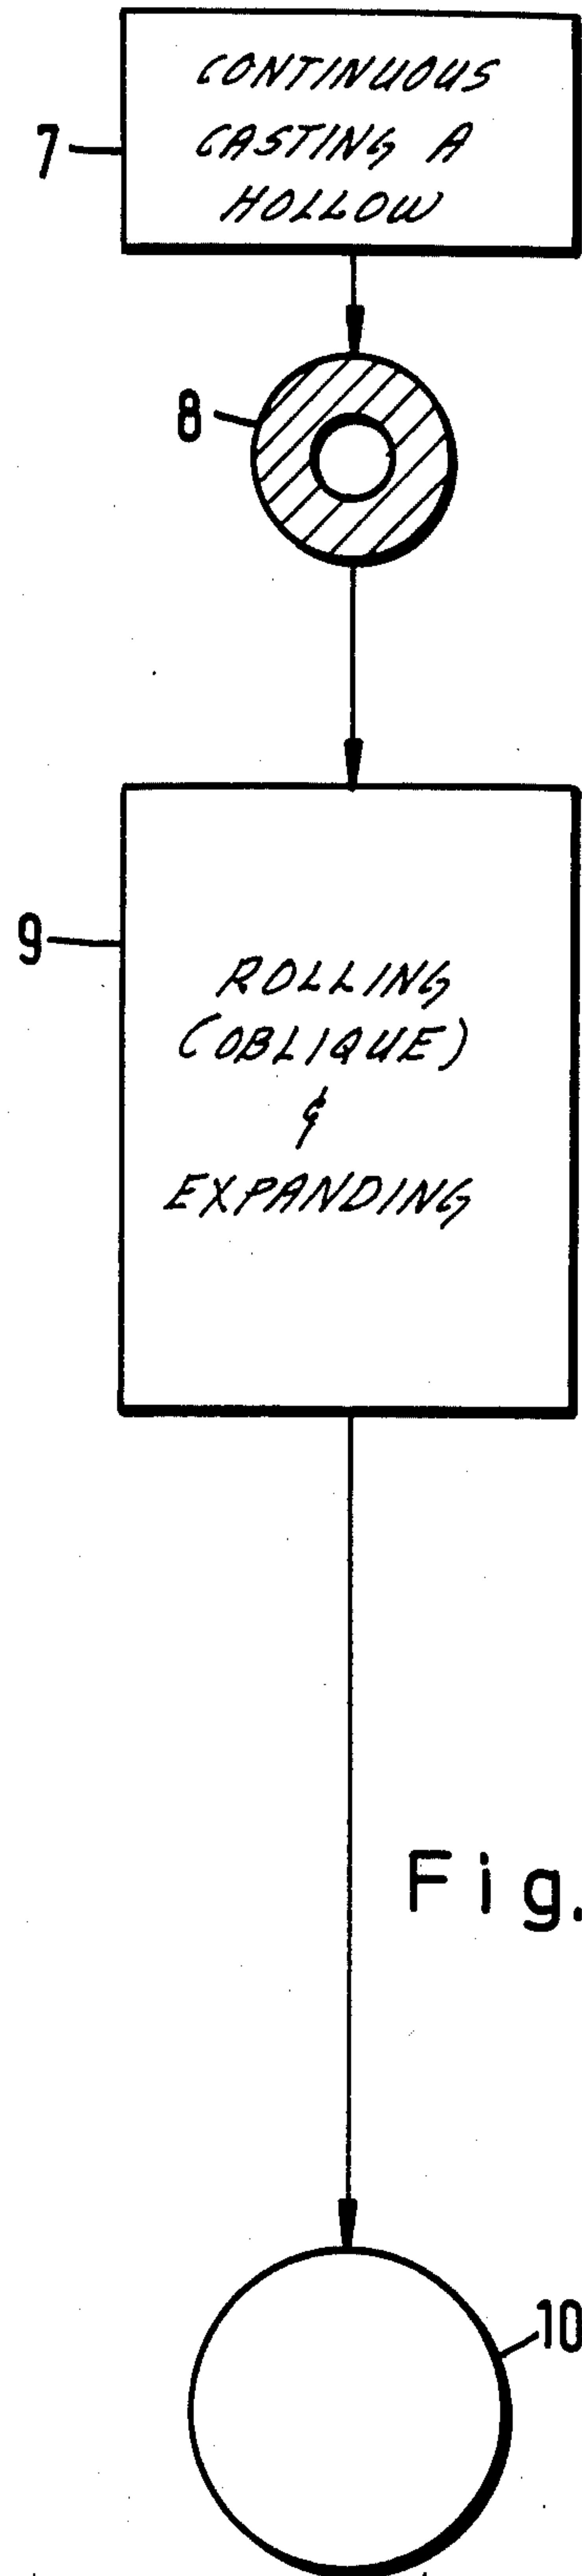 CONTINUOUS
CASTING A
HOLLOW
7
8
9
ROLLING
(OBLIQUE)
&
EXPANDING
Fig.
10